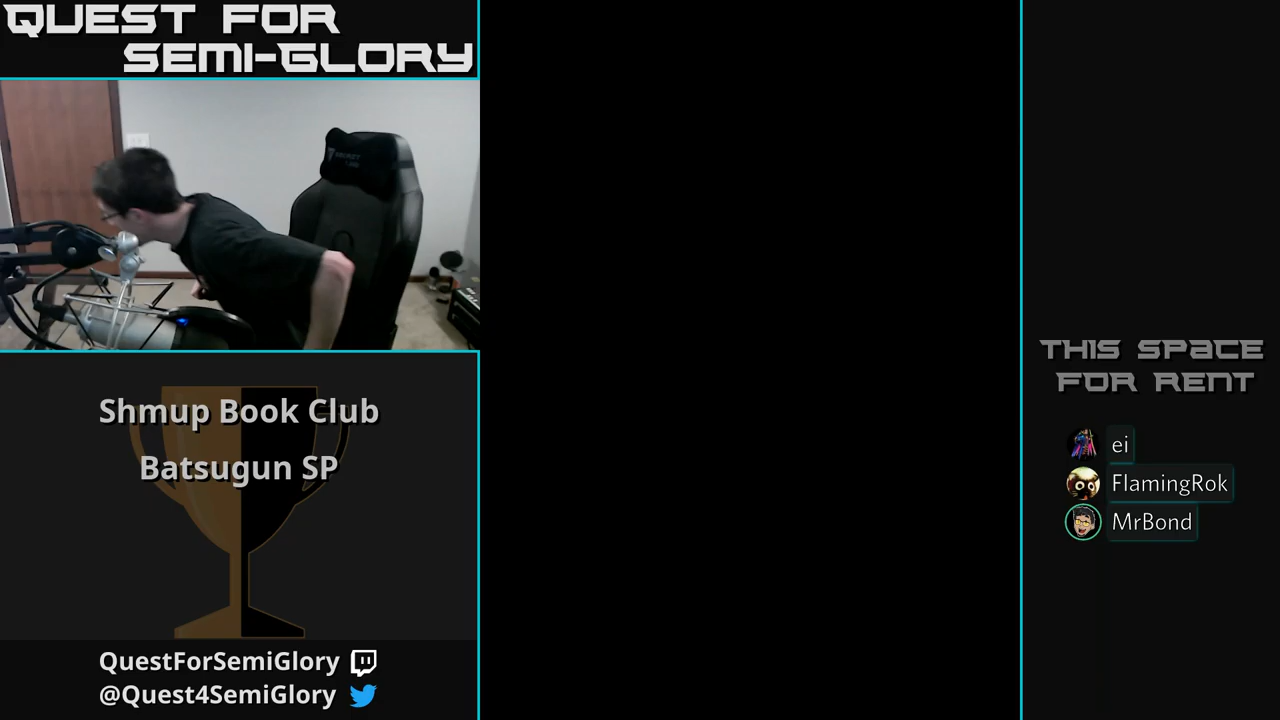 QUEST FOR
SEMI-GLORY
Shmup Book Club
Batsugun SP
QuestForSemiGlory
@Quest4SemiGlory
THIS SPACE
FOR RENT
ei
FlamingRok
MrBond